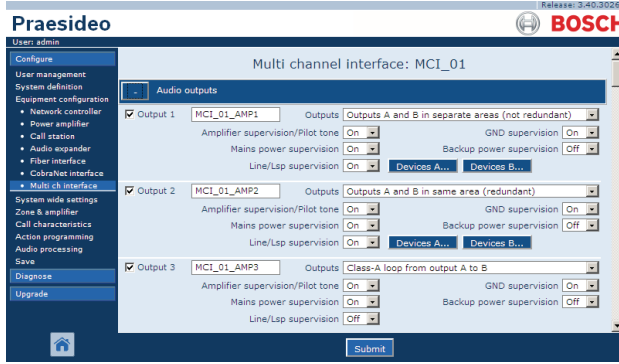 Release: 3.40.3026
Praesideo
BOSCH
User: admin
Configure
User management
System definition
Equipment configuration
• Network controller
• Power amplifier
• Call station
• Audio expander
• Fiber interface
• CobraNet interface
• Multi ch interface
System wide settings
Zone & amplifier
Call characteristics
Action programming
Audio processing
Save
Diagnose
Upgrade
Multi channel interface: MCI_01
- Audio outputs
Output 1 MCI_01_AMP1 Outputs Outputs A and B in separate areas (not redundant)
Amplifier supervision/Pilot tone On GND supervision On
Mains power supervision On Backup power supervision Off
Line/Lsp supervision On Devices A... Devices B...
Output 2 MCI_01_AMP2 Outputs Outputs A and B in same area (redundant)
Amplifier supervision/Pilot tone On GND supervision On
Mains power supervision On Backup power supervision Off
Line/Lsp supervision On Devices A... Devices B...
Output 3 MCI_01_AMP3 Outputs Class-A loop from output A to B
Amplifier supervision/Pilot tone On GND supervision On
Mains power supervision On Backup power supervision Off
Line/Lsp supervision Off
Submit